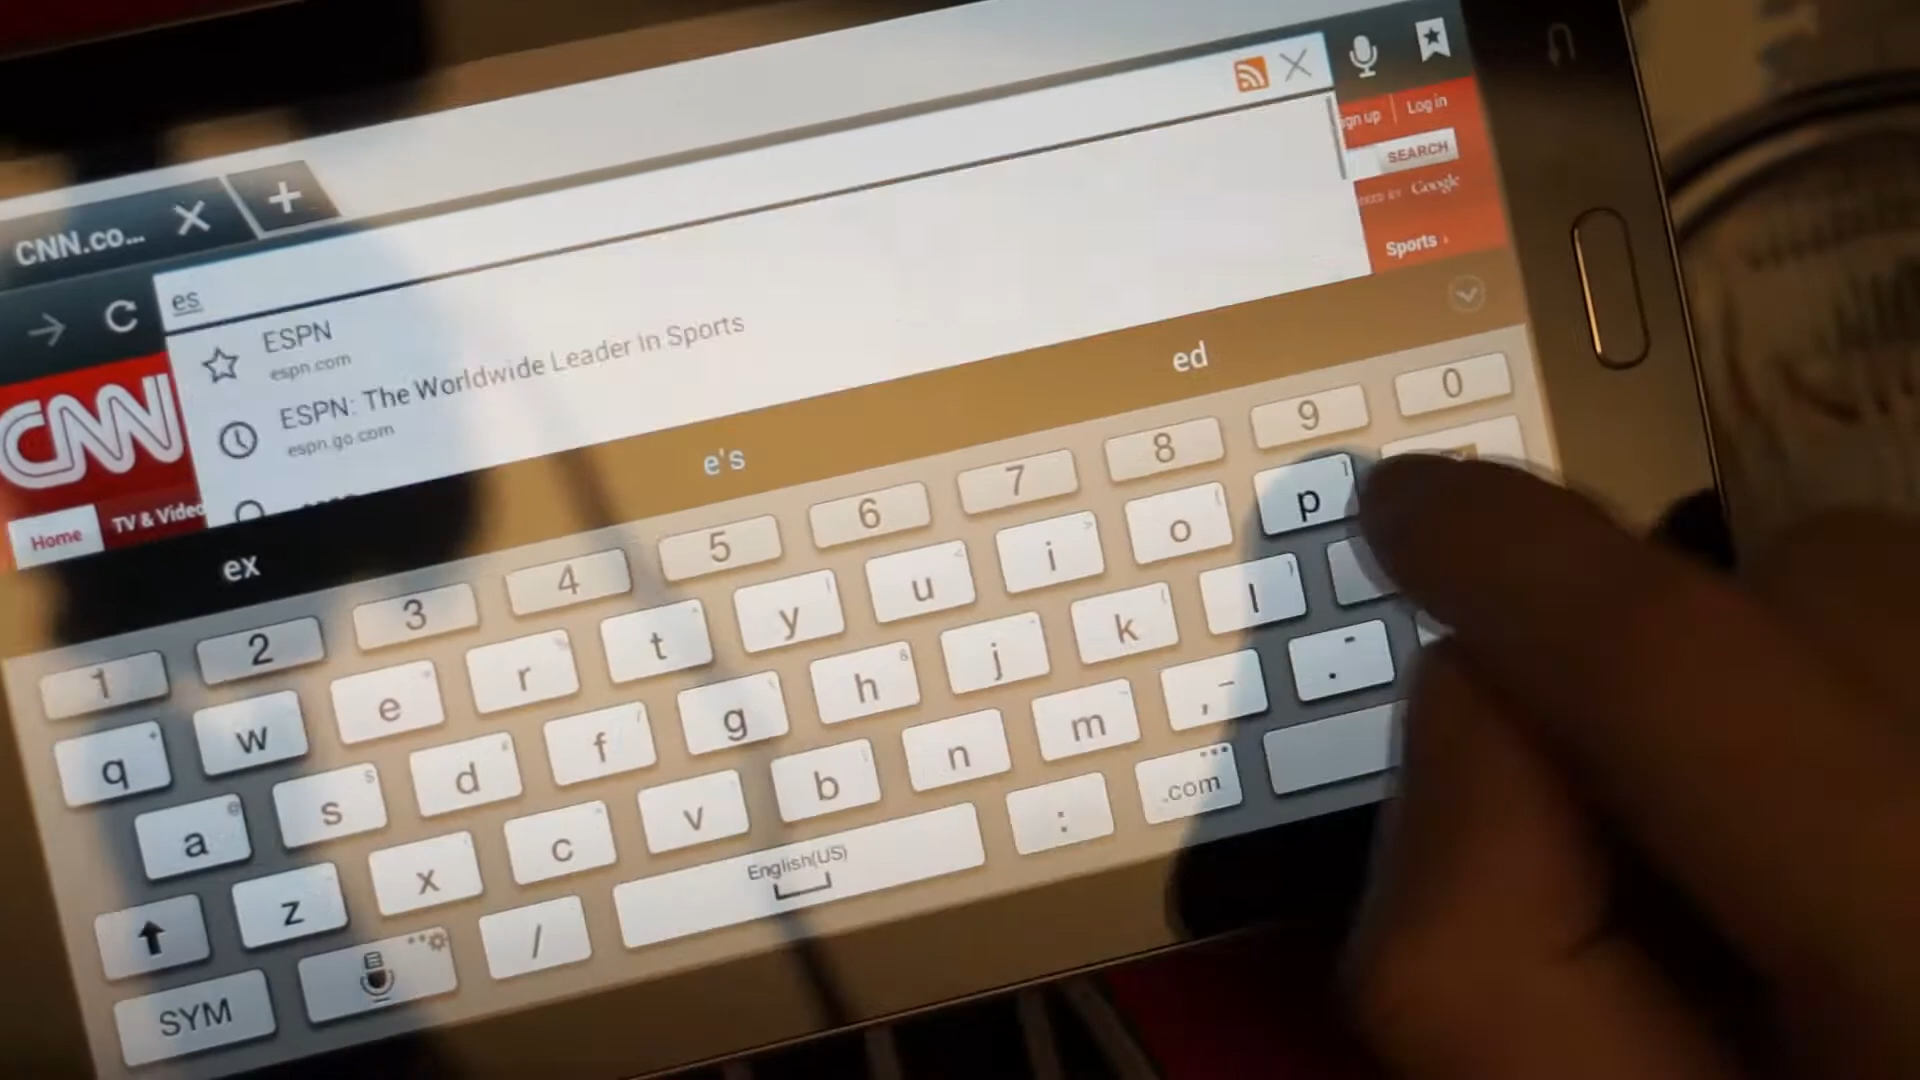 CNN.co...
es
ESPN
espn.com
ESPN: The Worldwide Leader In Sports
espn.go.com
CNN
Home TV & Video
Log in
SEARCH
Google
Sports
ex e's ed
1 2 3 4 5 6 7 8 9 0
q w e r t y u i o p
a s d f g h j k l
z x c v b n m , .
SYM / English(US) : .com